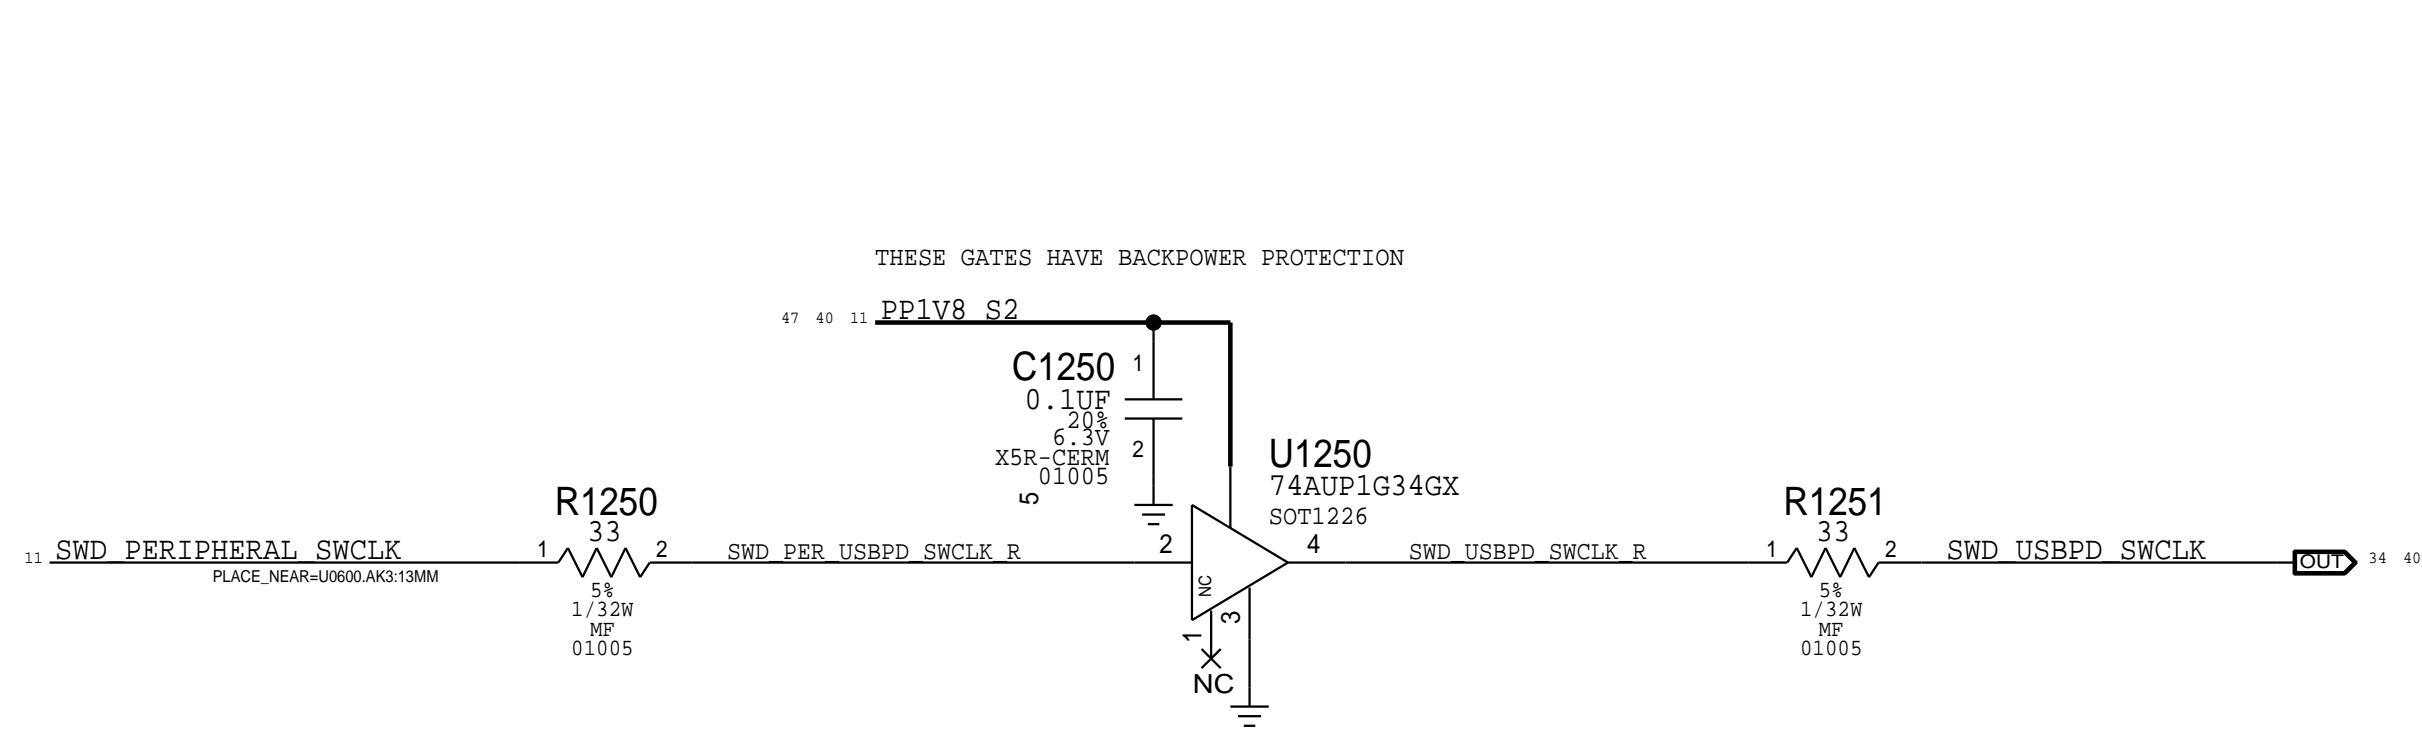 THESE GATES HAVE BACKPOWER PROTECTION
47 40 11 PP1V8_S2
C1250
1
0.1UF
20%
6.3V
X5R-CERM
01005
2
5
U1250
74AUP1G34GX
SOT1226
R1250
33
R1251
33
11 SWD_PERIPHERAL_SWCLK 1 2 SWD_PER_USBPD_SWCLK_R 2 4 SWD_USBPD_SWCLK_R 1 2 SWD_USBPD_SWCLK OUT 34 40
PLACE_NEAR=U0600.AK3:13MM
5%
1/32W
MF
01005
NC
1
3
NC
5%
1/32W
MF
01005